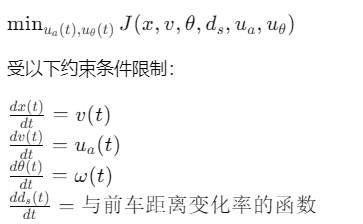 min_{u_a(t),u_θ(t)} J(x, v, θ, d_s, u_a, u_θ)
受以下约束条件限制：
dx(t)/dt = v(t)
dv(t)/dt = u_a(t)
dθ(t)/dt = ω(t)
dd_s(t)/dt = 与前车距离变化率的函数